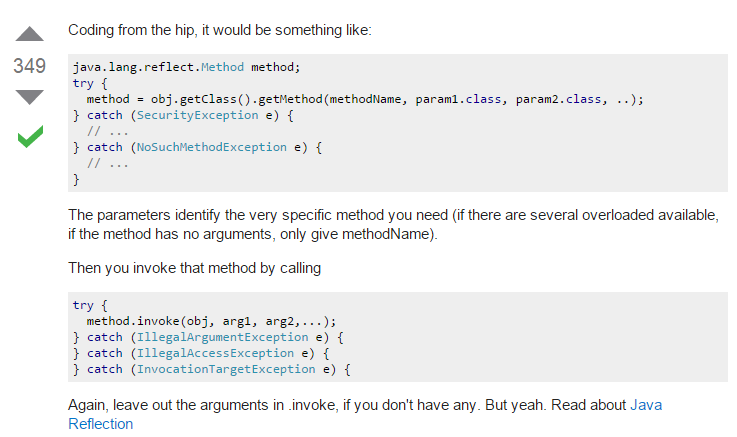 Coding from the hip, it would be something like:
349
java.lang.reflect.Method method;
try {
  method = obj.getClass().getMethod(methodName, param1.class, param2.class, ..);
} catch (SecurityException e) {
  // ...
} catch (NoSuchMethodException e) {
  // ...
}
The parameters identify the very specific method you need (if there are several overloaded available,
if the method has no arguments, only give methodName).
Then you invoke that method by calling
try {
  method.invoke(obj, arg1, arg2,...);
} catch (IllegalArgumentException e) {
} catch (IllegalAccessException e) {
} catch (InvocationTargetException e) {
Again, leave out the arguments in .invoke, if you don't have any. But yeah. Read about Java
Reflection